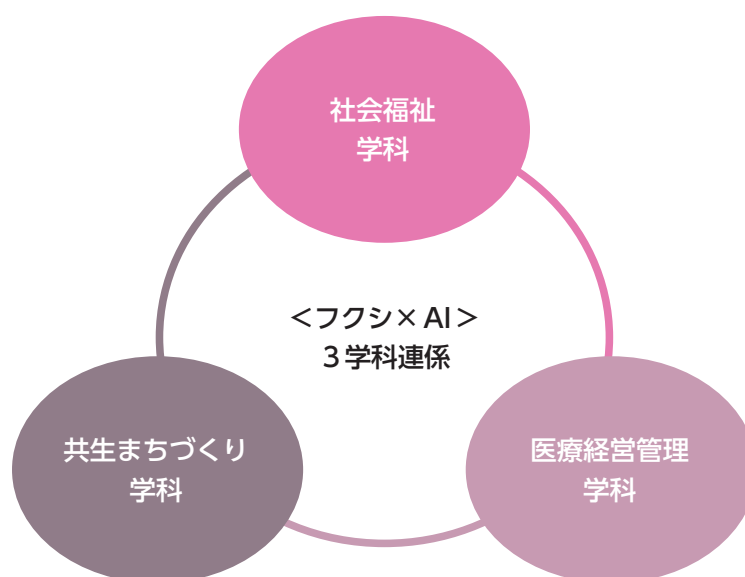 社会福祉
学科
＜フクシ×AI＞
３学科連係
共生まちづくり
学科
医療経営管理
学科